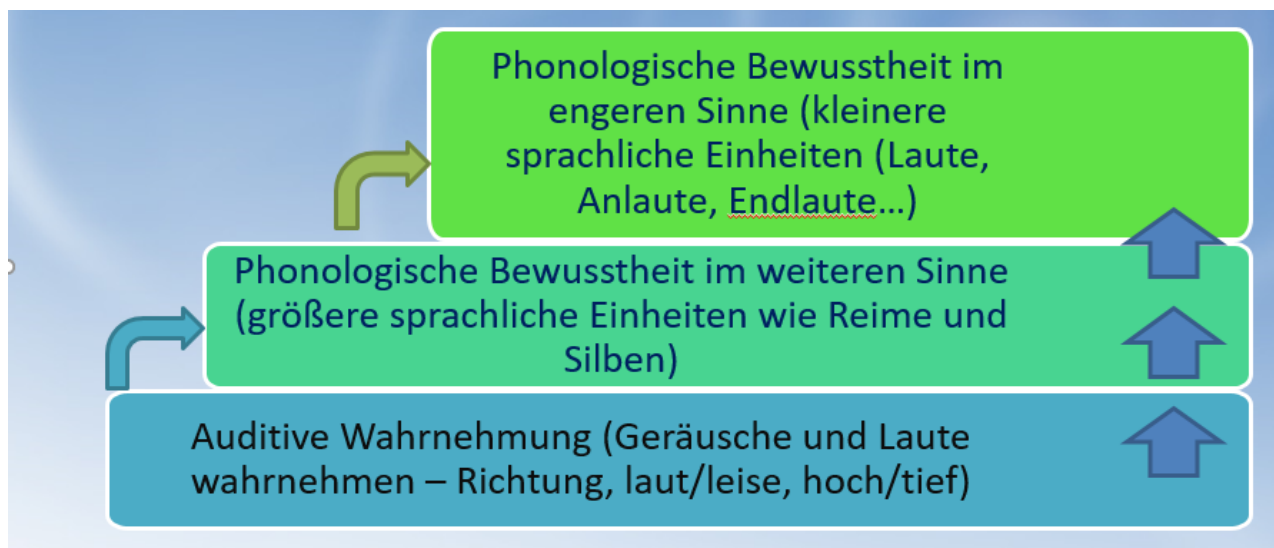 Phonologische Bewusstheit im
engeren Sinne (kleinere
sprachliche Einheiten (Laute,
Anlaute, Endlaute…)
Phonologische Bewusstheit im weiteren Sinne
(größere sprachliche Einheiten wie Reime und
Silben)
Auditive Wahrnehmung (Geräusche und Laute
wahrnehmen – Richtung, laut/leise, hoch/tief)